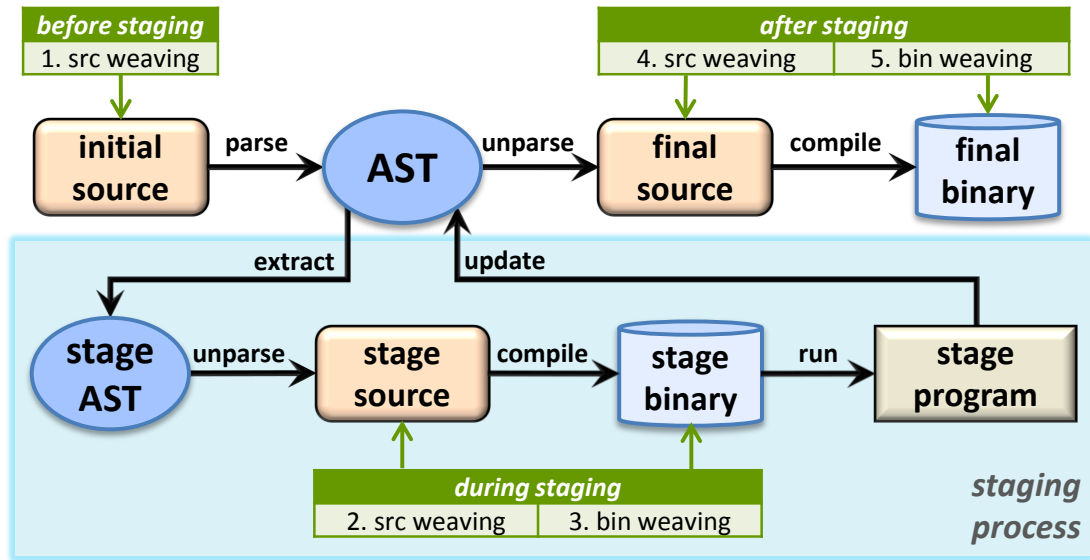 before staging
1. src weaving
after staging
4. src weaving
5. bin weaving
initial
source
parse
AST
unparse
final
source
compile
final
binary
extract
update
stage
AST
unparse
stage
source
compile
stage
binary
run
stage
program
during staging
2. src weaving
3. bin weaving
staging
process